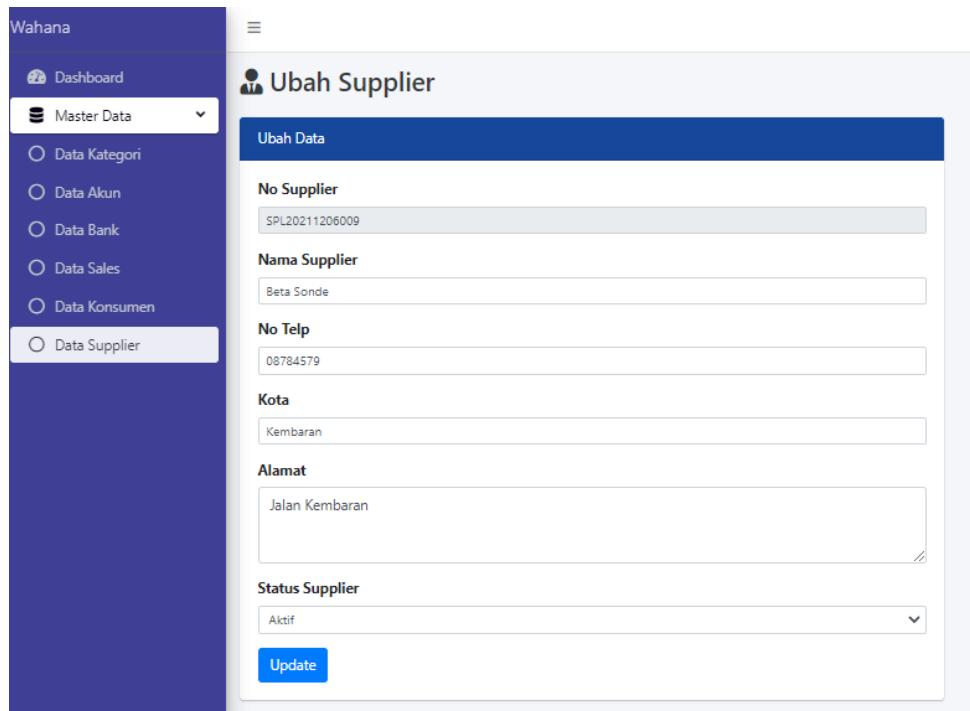 Wahana
Dashboard
Master Data
Data Kategori
Data Akun
Data Bank
Data Sales
Data Konsumen
Data Supplier
Ubah Supplier
Ubah Data
No Supplier
SPL20211206009
Nama Supplier
Beta Sonde
No Telp
08784579
Kota
Kembaran
Alamat
Jalan Kembaran
Status Supplier
Aktif
Update